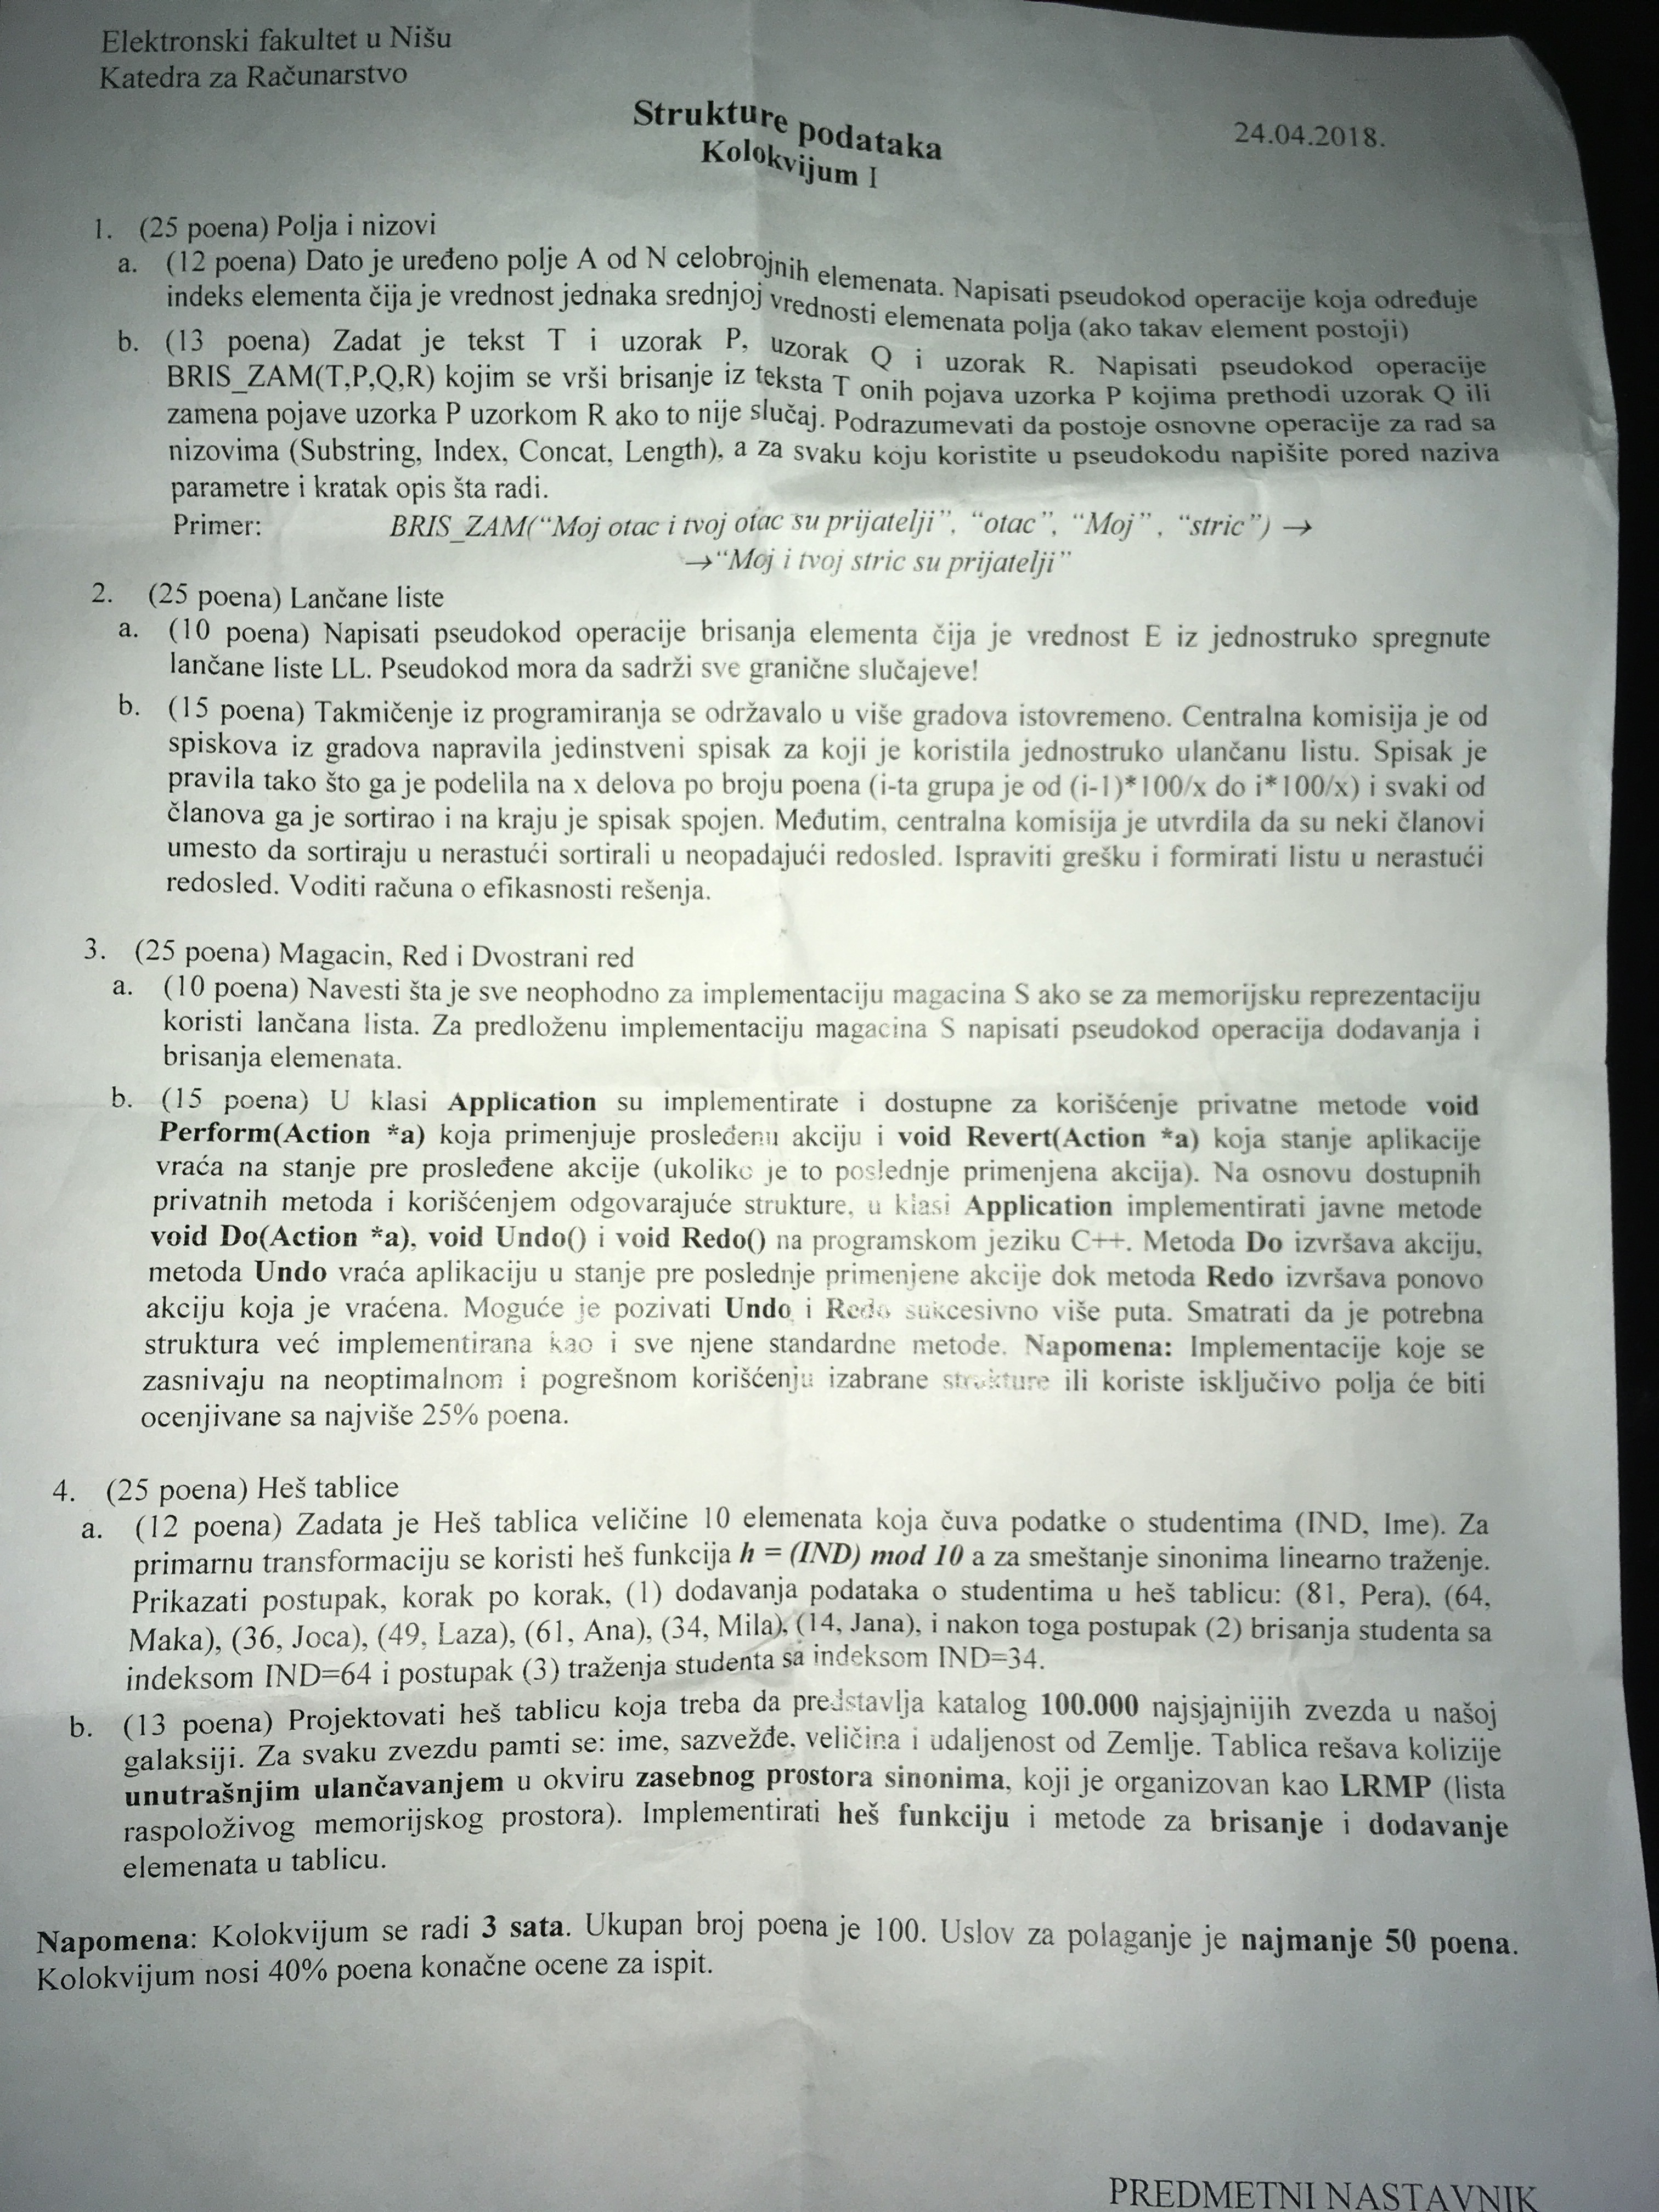 Elektronski fakultet u Nišu
Katedra za Računarstvo
Strukture podataka
24.04.2018.
Kolokvijum I
1. (25 poena) Polja i nizovi
a. (12 poena) Dato je uređeno polje A od N celobrojnih elemenata. Napisati pseudokod operacije koja određuje
indeks elementa čija je vrednost jednaka srednjoj vrednosti elemenata polja (ako takav element postoji)
b. (13 poena) Zadat je tekst T i uzorak P, uzorak Q i uzorak R. Napisati pseudokod operacije
BRIS_ZAM(T,P,Q,R) kojim se vrši brisanje iz teksta T onih pojava uzorka P kojima prethodi uzorak Q ili
zamena pojave uzorka P uzorkom R ako to nije slučaj. Podrazumevati da postoje osnovne operacije za rad sa
nizovima (Substring, Index, Concat, Length), a za svaku koju koristite u pseudokodu napišite pored naziva
parametre i kratak opis šta radi.
Primer: BRIS_ZAM(“Moj otac i tvoj otac su prijatelji”, “otac”, “Moj”, “stric”) →
→“Moj i tvoj stric su prijatelji”
2. (25 poena) Lančane liste
a. (10 poena) Napisati pseudokod operacije brisanja elementa čija je vrednost E iz jednostruko spregnute
lančane liste LL. Pseudokod mora da sadrži sve granične slučajeve!
b. (15 poena) Takmičenje iz programiranja se održavalo u više gradova istovremeno. Centralna komisija je od
spiskova iz gradova napravila jedinstveni spisak za koji je koristila jednostruko ulančanu listu. Spisak je
pravila tako što ga je podelila na x delova po broju poena (i-ta grupa je od (i-1)*100/x do i*100/x) i svaki od
članova ga je sortirao i na kraju je spisak spojen. Međutim, centralna komisija je utvrdila da su neki članovi
umesto da sortiraju u nerastući sortirali u neopadajući redosled. Ispraviti grešku i formirati listu u nerastući
redosled. Voditi računa o efikasnosti rešenja.
3. (25 poena) Magacin, Red i Dvostrani red
a. (10 poena) Navesti šta je sve neophodno za implementaciju magacina S ako se za memorijsku reprezentaciju
koristi lančana lista. Za predloženu implementaciju magacina S napisati pseudokod operacija dodavanja i
brisanja elemenata.
b. (15 poena) U klasi Application su implementirate i dostupne za korišćenje privatne metode void
Perform(Action *a) koja primenjuje prosleđenu akciju i void Revert(Action *a) koja stanje aplikacije
vraća na stanje pre prosleđene akcije (ukoliko je to poslednje primenjena akcija). Na osnovu dostupnih
privatnih metoda i korišćenjem odgovarajuće strukture, u klasi Application implementirati javne metode
void Do(Action *a), void Undo() i void Redo() na programskom jeziku C++. Metoda Do izvršava akciju,
metoda Undo vraća aplikaciju u stanje pre poslednje primenjene akcije dok metoda Redo izvršava ponovo
akciju koja je vraćena. Moguće je pozivati Undo i Redo sukcesivno više puta. Smatrati da je potrebna
struktura već implementirana kao i sve njene standardne metode. Napomena: Implementacije koje se
zasnivaju na neoptimalnom i pogrešnom korišćenju izabrane strukture ili koriste isključivo polja će biti
ocenjivane sa najviše 25% poena.
4. (25 poena) Heš tablice
a. (12 poena) Zadata je Heš tablica veličine 10 elemenata koja čuva podatke o studentima (IND, Ime). Za
primarnu transformaciju se koristi heš funkcija h = (IND) mod 10 a za smeštanje sinonima linearno traženje.
Prikazati postupak, korak po korak, (1) dodavanja podataka o studentima u heš tablicu: (81, Pera), (64,
Maka), (36, Joca), (49, Laza), (61, Ana), (34, Mila), (14, Jana), i nakon toga postupak (2) brisanja studenta sa
indeksom IND=64 i postupak (3) traženja studenta sa indeksom IND=34.
b. (13 poena) Projektovati heš tablicu koja treba da predstavlja katalog 100.000 najsjajnijih zvezda u našoj
galaksiji. Za svaku zvezdu pamti se: ime, sazvežđe, veličina i udaljenost od Zemlje. Tablica rešava kolizije
unutrašnjim ulančavanjem u okviru zasebnog prostora sinonima, koji je organizovan kao LRMP (lista
raspoloživog memorijskog prostora). Implementirati heš funkciju i metode za brisanje i dodavanje
elemenata u tablicu.
Napomena: Kolokvijum se radi 3 sata. Ukupan broj poena je 100. Uslov za polaganje je najmanje 50 poena.
Kolokvijum nosi 40% poena konačne ocene za ispit.
PREDMETNI NASTAVNIK